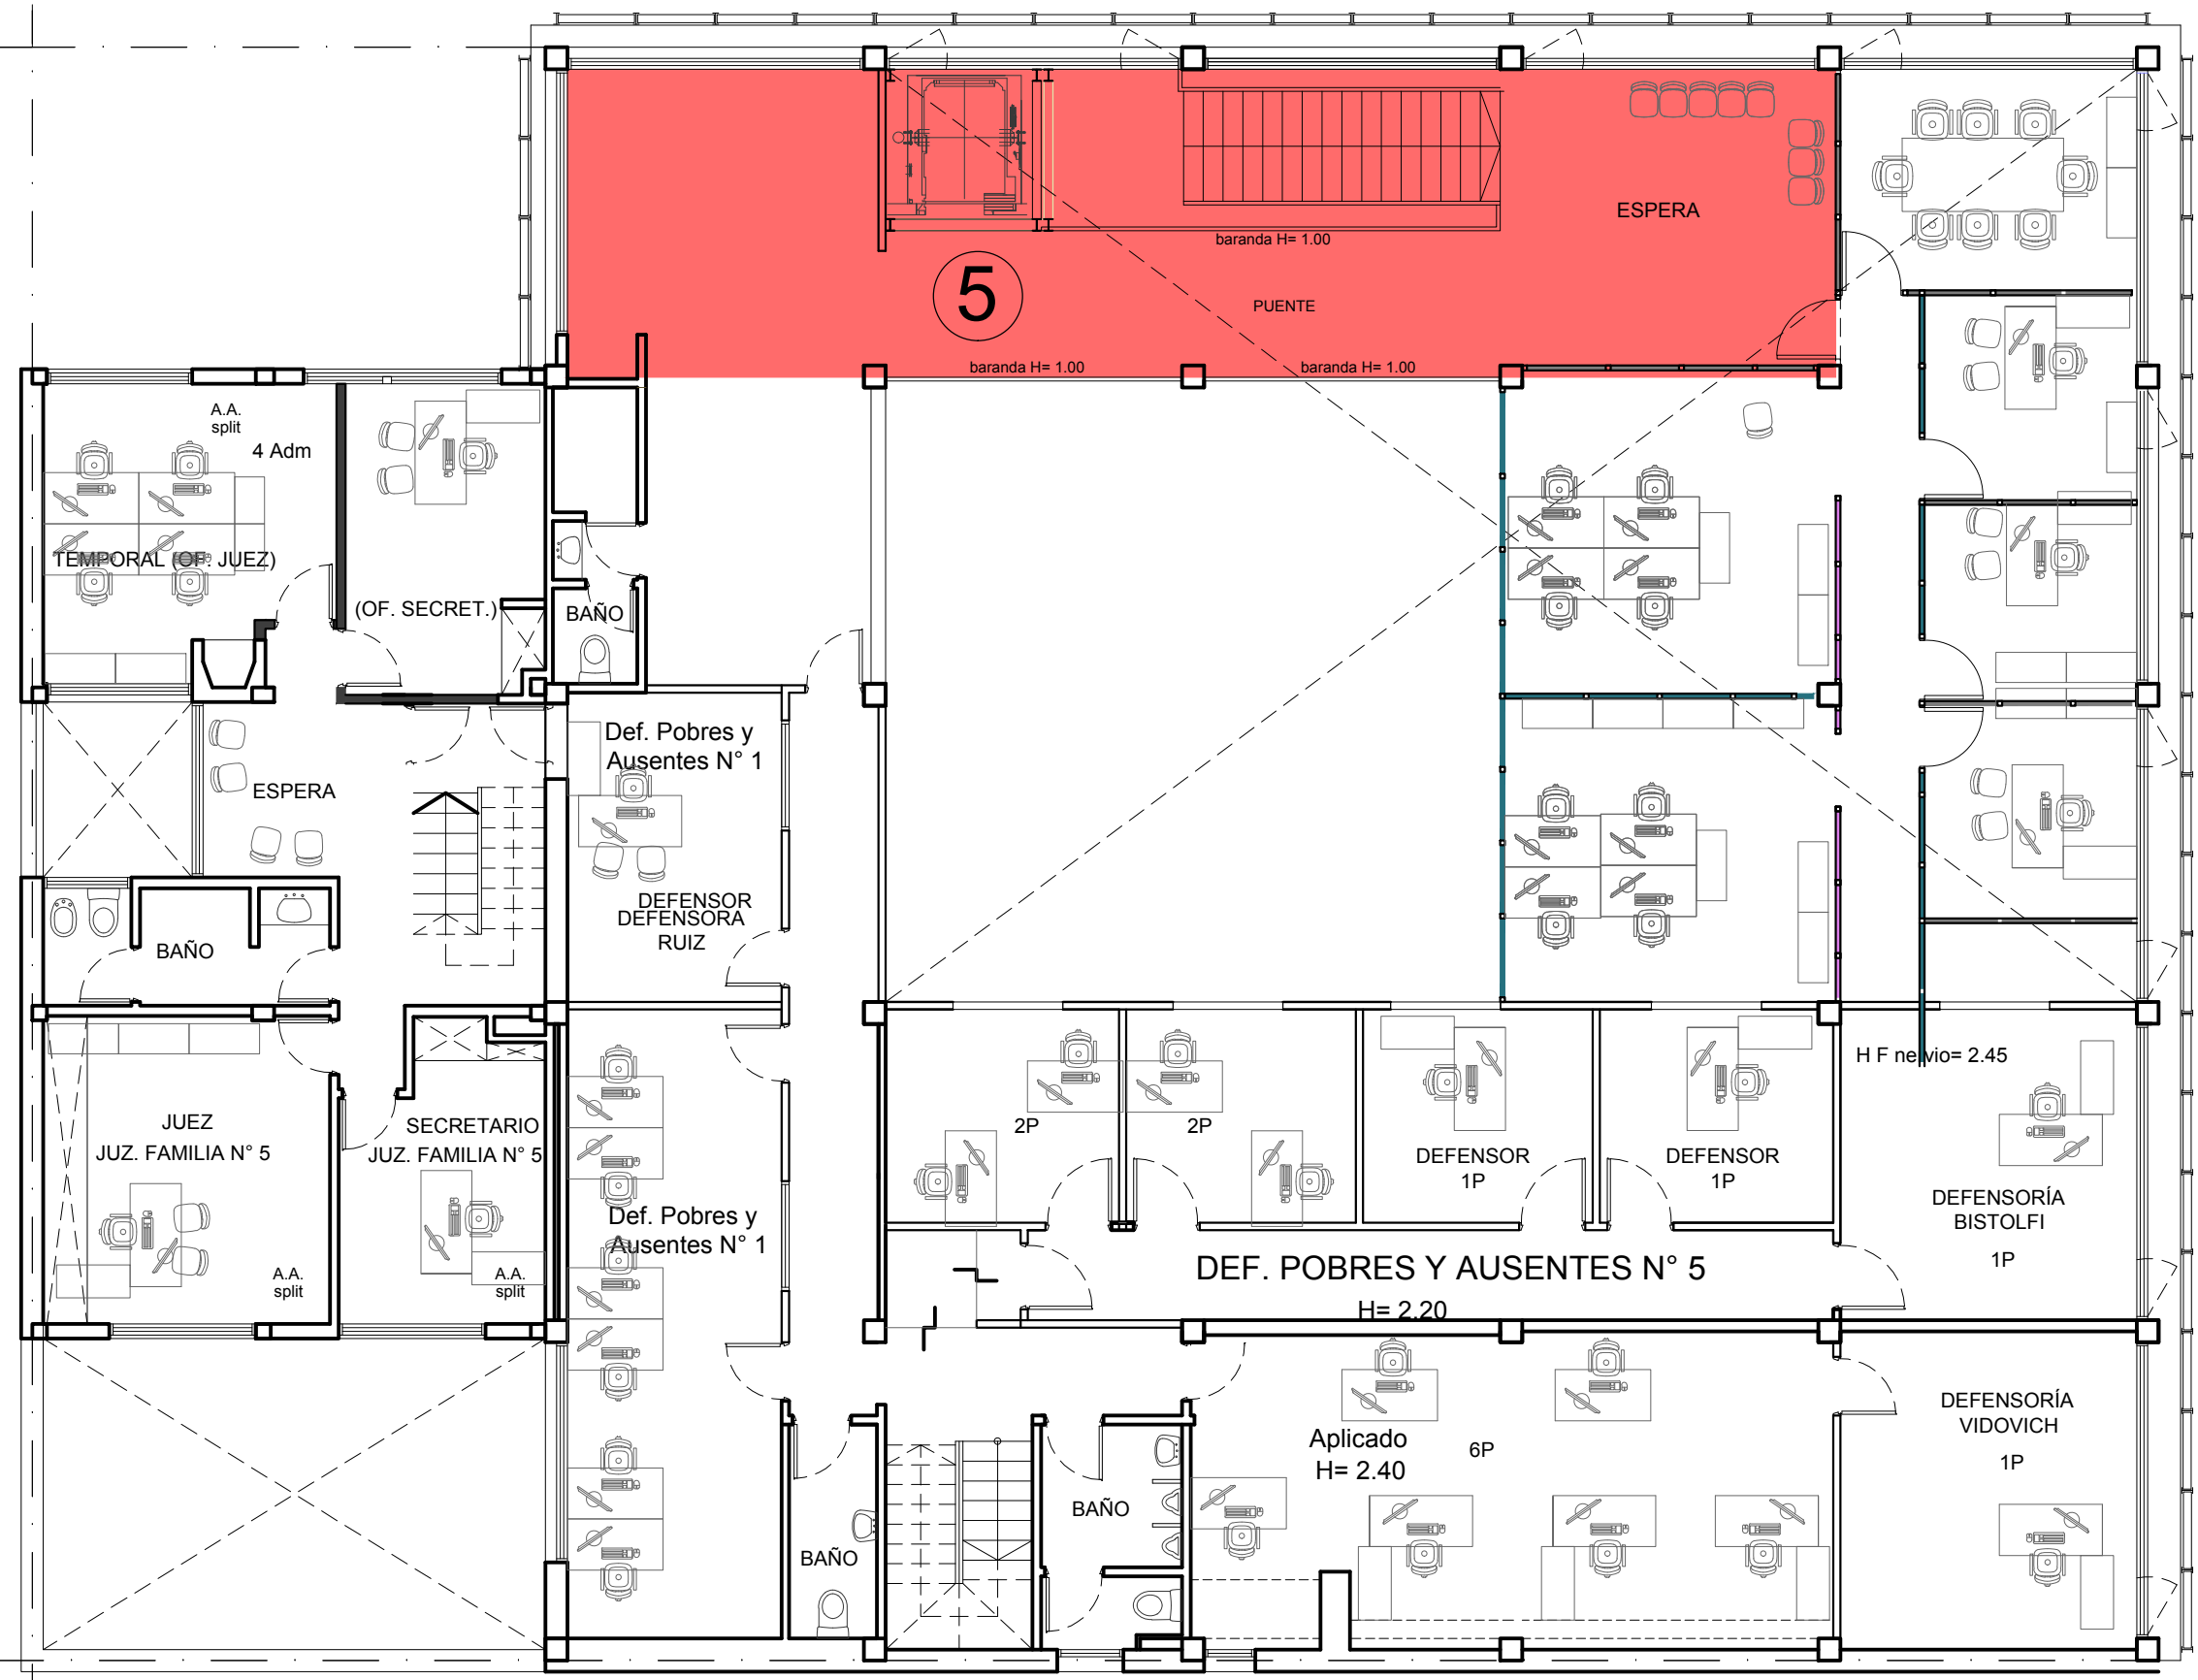 ESPERA
baranda H= 1.00
5
PUENTE
baranda H= 1.00
baranda H= 1.00
A.A.
split
4 Adm
TEMPORAL (OF. JUEZ)
(OF. SECRET.)
BAÑO
Def. Pobres y
Ausentes N° 1
ESPERA
DEFENSOR
DEFENSORA
RUIZ
BAÑO
H F nervio= 2.45
JUEZ
JUZ. FAMILIA N° 5
SECRETARIO
JUZ. FAMILIA N° 5
2P
2P
DEFENSOR
1P
DEFENSOR
1P
DEFENSORÍA
BISTOLFI
1P
Def. Pobres y
Ausentes N° 1
A.A.
split
A.A.
split
DEF. POBRES Y AUSENTES N° 5
H= 2.20
DEFENSORÍA
VIDOVICH
1P
Aplicado
H= 2.40
6P
BAÑO
BAÑO